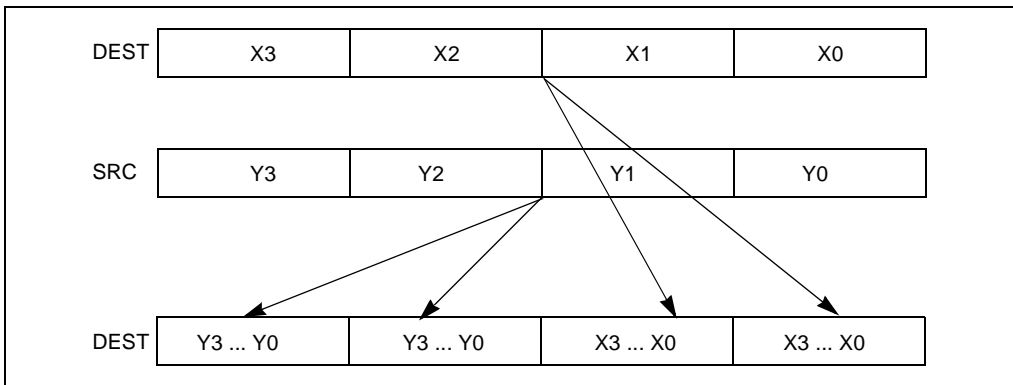 DEST X3 X2 X1 X0
SRC Y3 Y2 Y1 Y0
DEST Y3 ... Y0 Y3 ... Y0 X3 ... X0 X3 ... X0